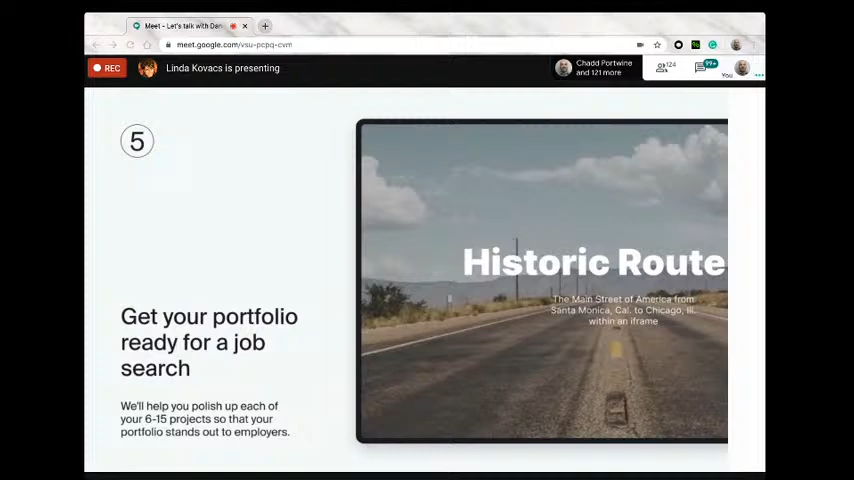 Meet - Let's talk with Dan
meet.google.com/vsu-pcpq-cvm
REC
Linda Kovacs is presenting
Chadd Portwine
and 121 more
124
99+
You
5
Historic Route
The Main Street of America from
Santa Monica, Cal. to Chicago, Ill.
within an iframe
Get your portfolio
ready for a job
search
We'll help you polish up each of
your 6-15 projects so that your
portfolio stands out to employers.